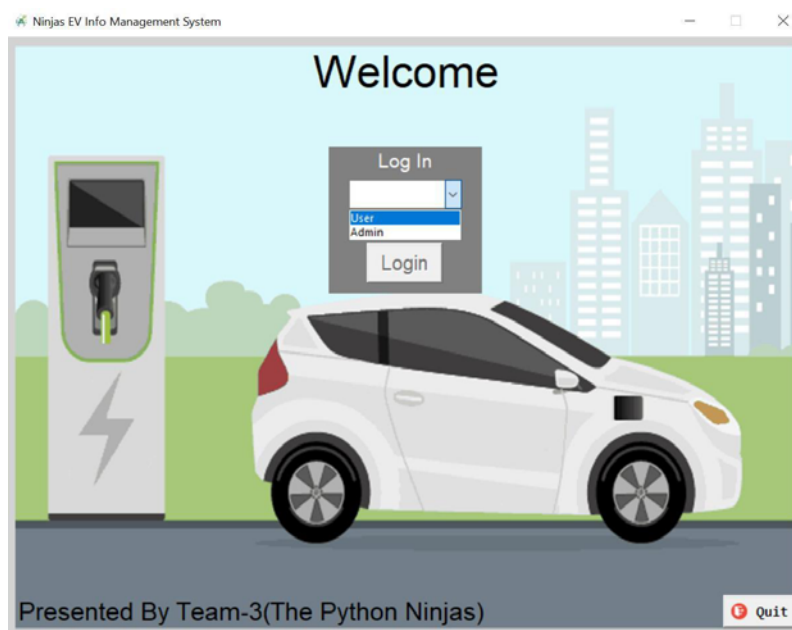 Ninjas EV Info Management System
Welcome
Log In
User
Admin
Login
Presented By Team-3(The Python Ninjas)
Quit